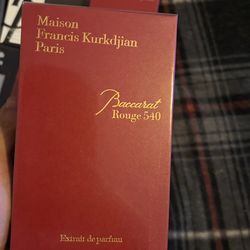 Maison
Francis Kurkdjian
Paris
Baccarat
Rouge 540
Extrait de parfum